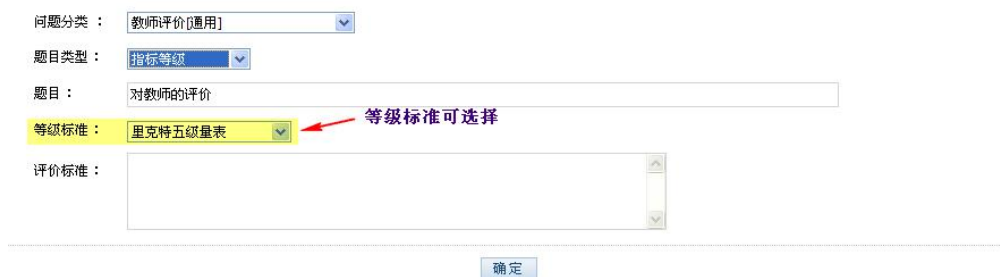 问题分类 ： 教师评价[通用]
题目类型： 指标等级
题目： 对教师的评价
等级标准可选择
等级标准： 里克特五级量表
评价标准：
确定